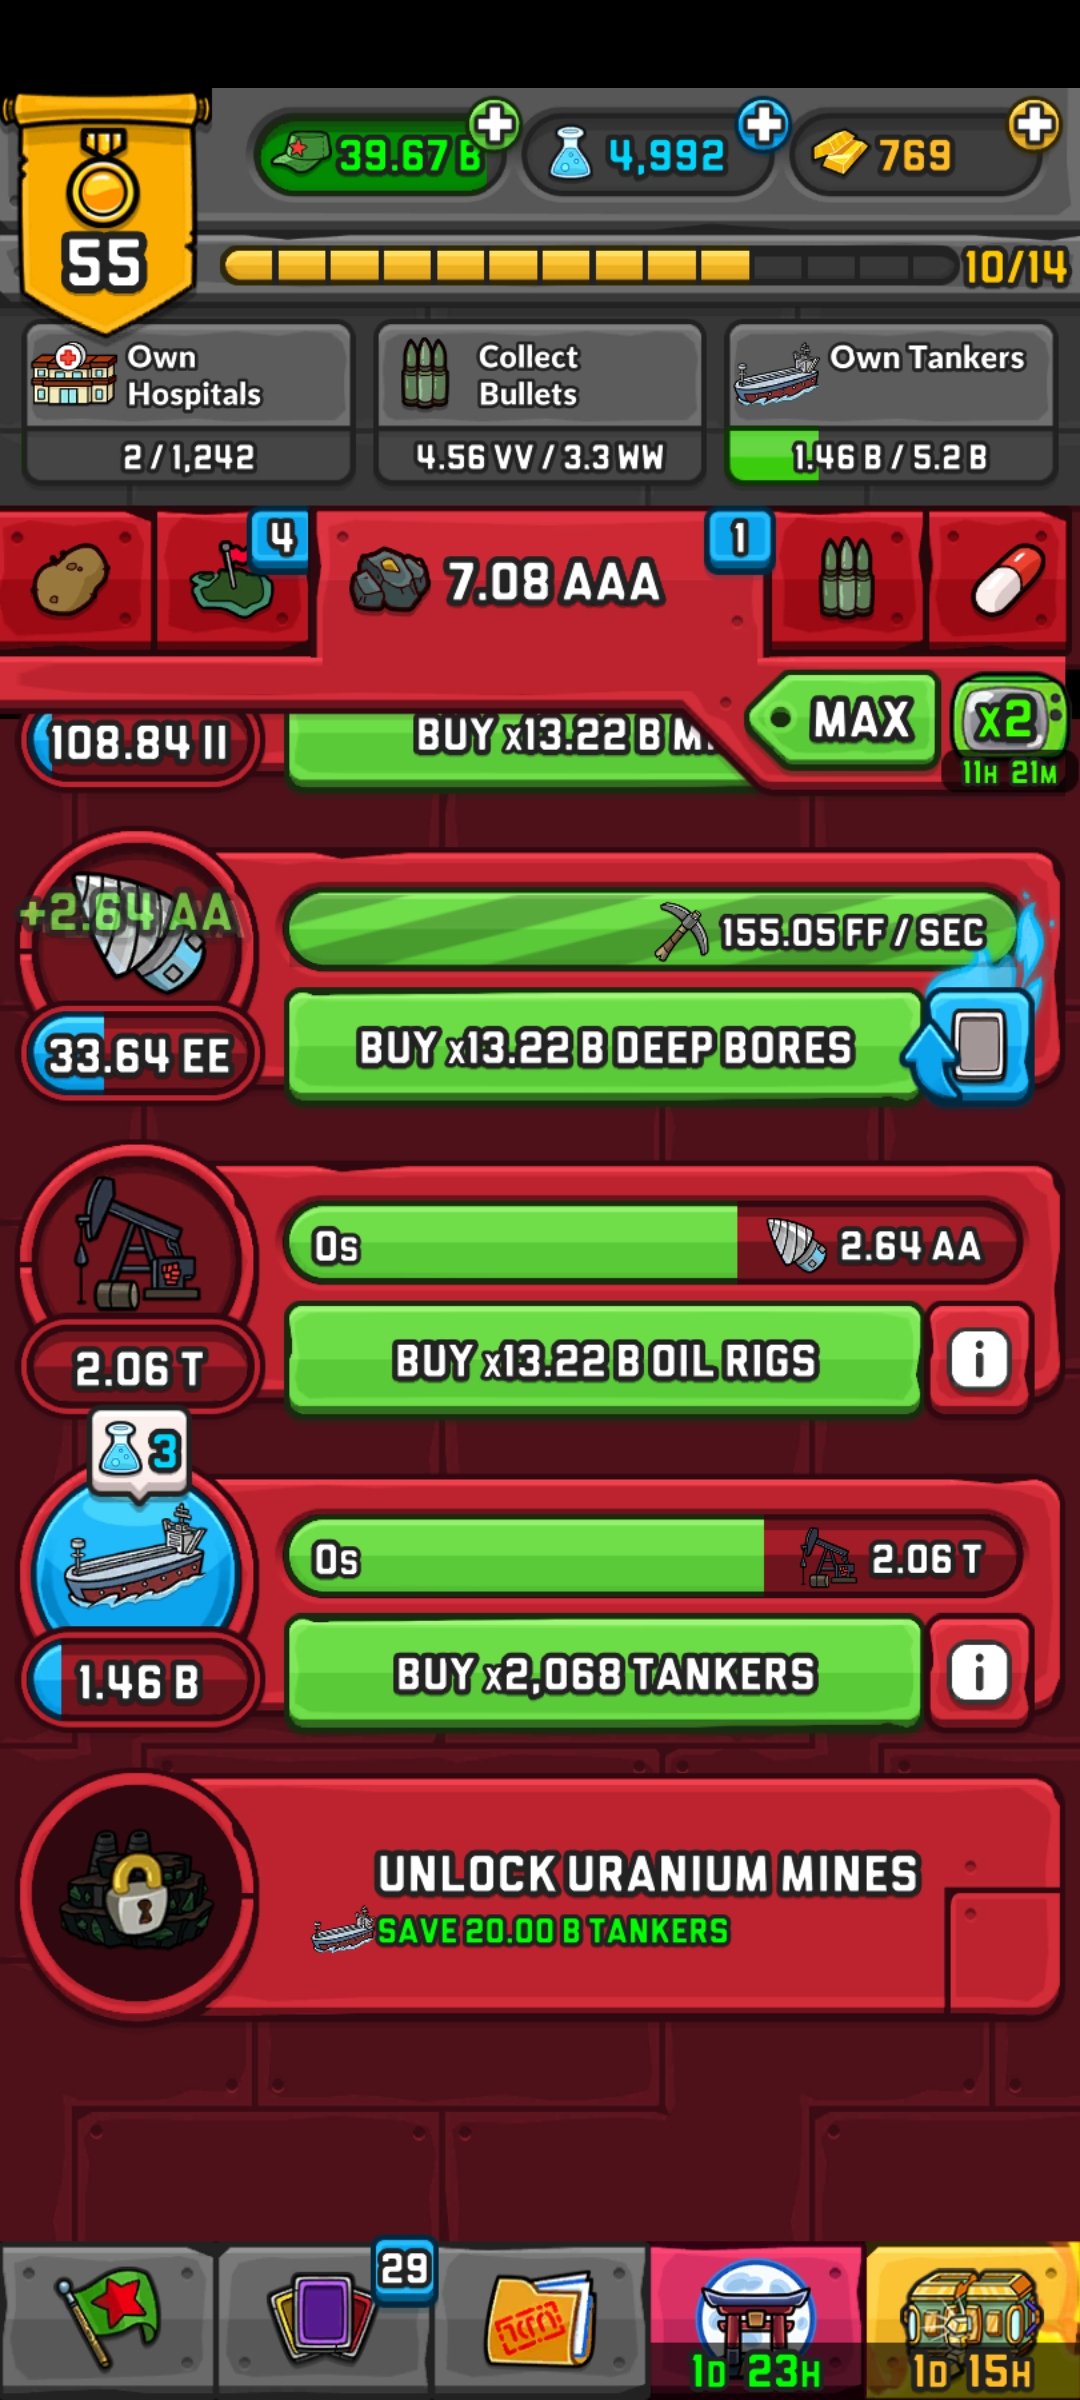 39.67 B
4,992
769
55
10/14
Own
Hospitals
2 / 1,242
Collect
Bullets
4.56 VV / 3.3 WW
Own Tankers
1.46 B / 5.2 B
4
7.08 AAA
1
MAX
x2
11H 21M
108.84 II
BUY x13.22 B M
+2.64 AA
155.05 FF / SEC
33.64 EE
BUY x13.22 B DEEP BORES
0s
2.64 AA
2.06 T
BUY x13.22 B OIL RIGS
i
3
0s
2.06 T
1.46 B
BUY x2,068 TANKERS
i
UNLOCK URANIUM MINES
SAVE 20.00 B TANKERS
29
1D 23H
1D 15H